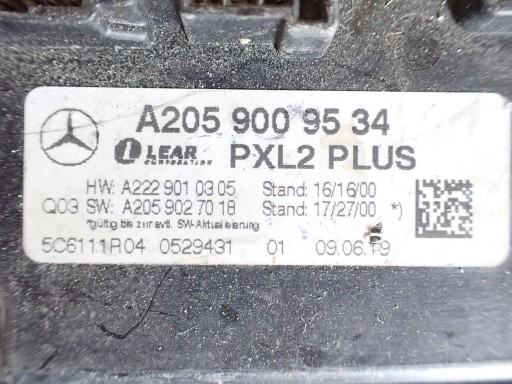 A205 900 95 34
LEAR CORPORATION PXL2 PLUS
HW: A222 901 03 05 Stand: 16/16/00
Q03 SW: A205 902 70 18 Stand: 17/27/00 *)
*gültig bis zur evtl. SW-Aktualisierung
5C6111R04 0529431 01 09.06.19